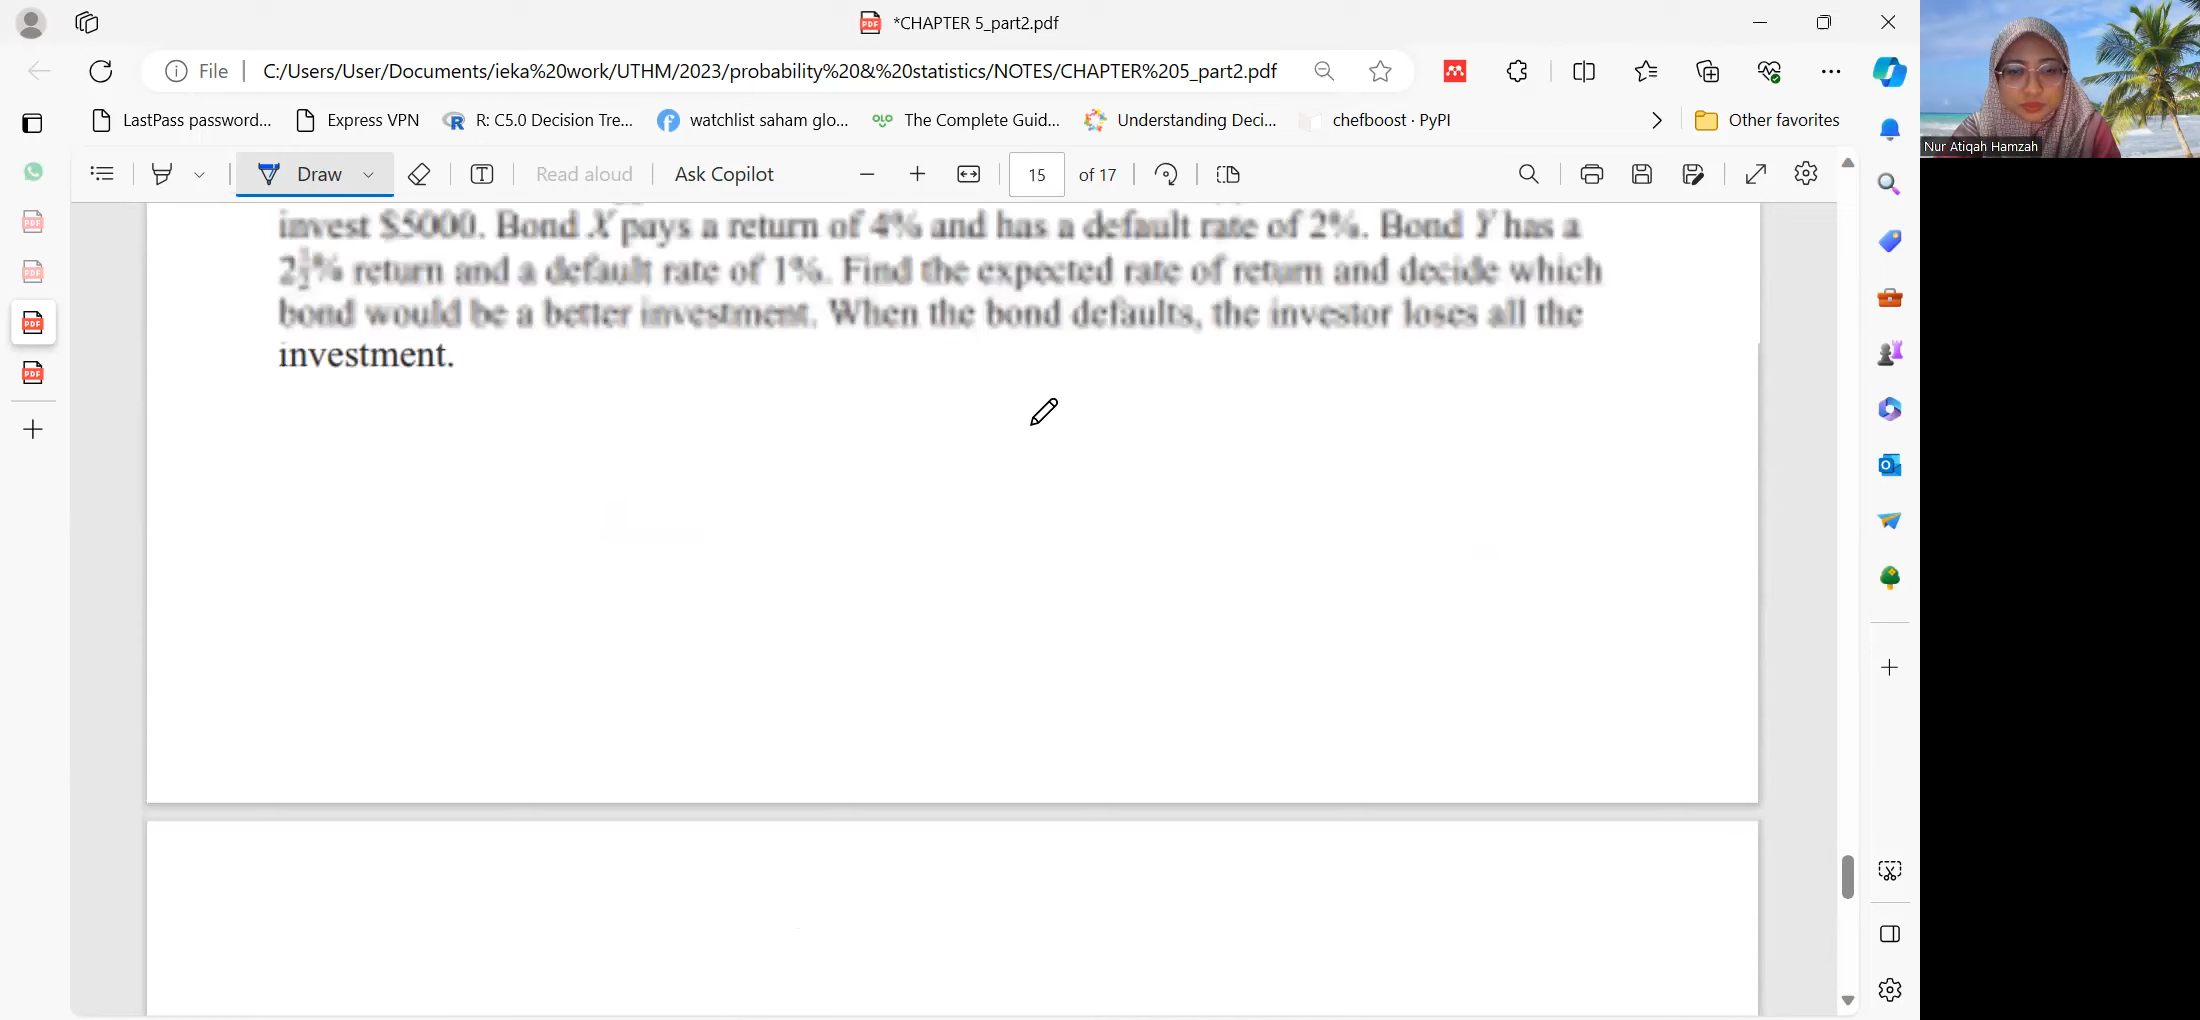 *CHAPTER 5_part2.pdf
File
C:/Users/User/Documents/ieka%20work/UTHM/2023/probability%20&%20statistics/NOTES/CHAPTER%205_part2.pdf
LastPass password...
Express VPN
R: C5.0 Decision Tre...
watchlist saham glo...
The Complete Guid...
Understanding Deci...
chefboost · PyPI
Other favorites
Draw
Read aloud
Ask Copilot
15
of 17
invest $5000. Bond X pays a return of 4% and has a default rate of 2%. Bond Y has a
2½% return and a default rate of 1%. Find the expected rate of return and decide which
bond would be a better investment. When the bond defaults, the investor loses all the
investment.
Nur Atiqah Hamzah